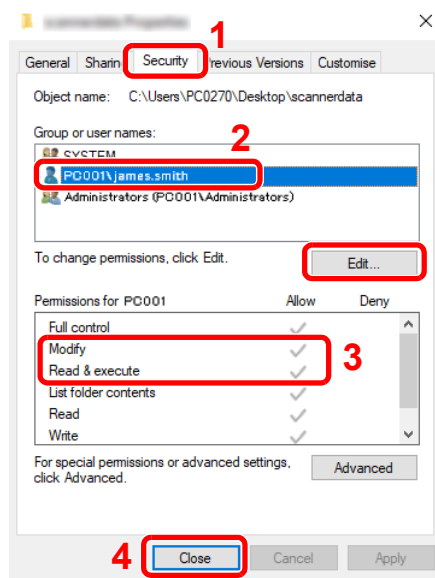 scannerdata Properties
1
General Sharin Security revious Versions Customise
Object name: C:\Users\PC0270\Desktop\scannerdata
Group or user names:
2
SYSTEM
PC001\james.smith
Administrators (PC001\Administrators)
To change permissions, click Edit.
Edit...
Permissions for PC001 Allow Deny
Full control
Modify
Read & execute
3
List folder contents
Read
Write
For special permissions or advanced settings,
click Advanced.
Advanced
4
Close Cancel Apply